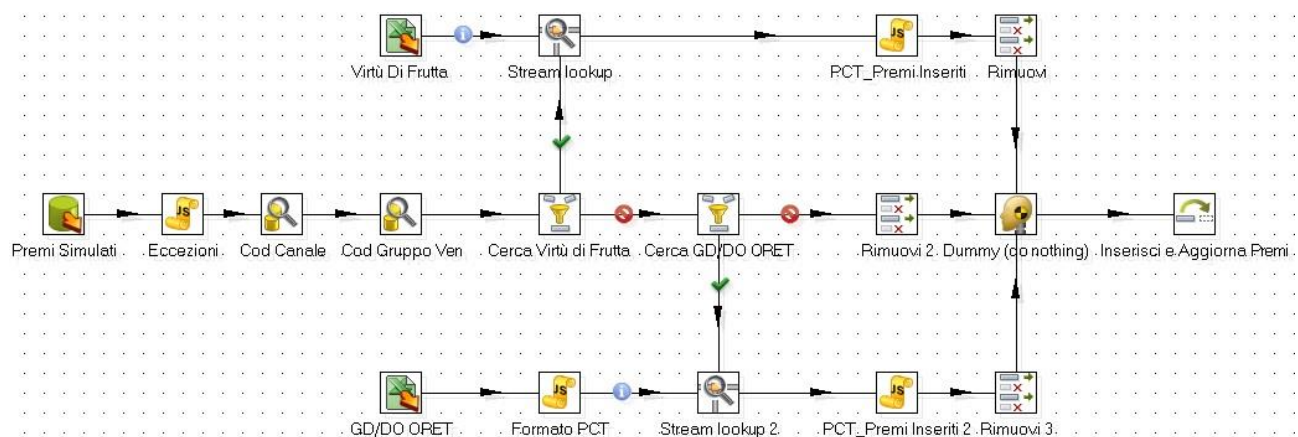 Virtù Di Frutta
Stream lookup
PCT_Premi Inseriti
Rimuovi
Premi Simulati
Eccezioni
Cod Canale
Cod Gruppo Ven
Cerca Virtù di Frutta
Cerca GD/DO ORET
Rimuovi 2
Dummy (do nothing)
Inserisci e Aggiorna Premi
GD/DO ORET
Formato PCT
Stream lookup 2
PCT_Premi Inseriti 2
Rimuovi 3